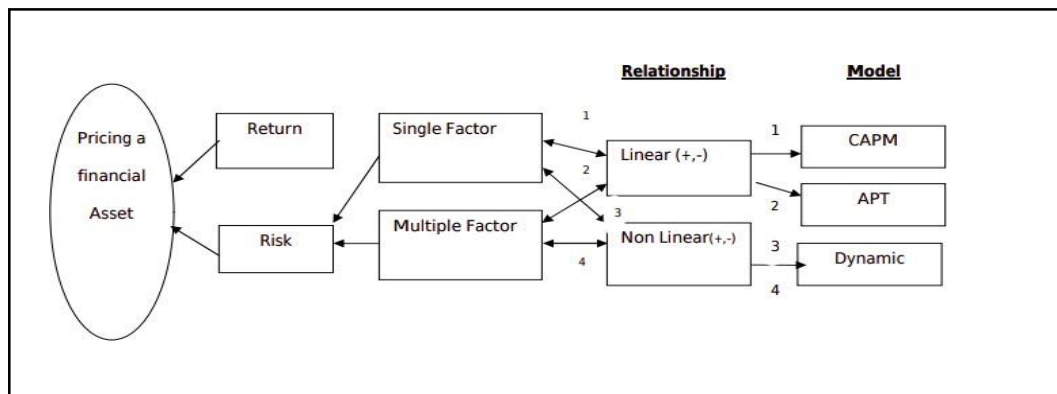 Relationship
Model
Pricing a
financial
Asset
Return
Risk
Single Factor
Multiple Factor
1
2
3
4
Linear (+,-)
Non Linear(+,-)
1
2
3
4
CAPM
APT
Dynamic